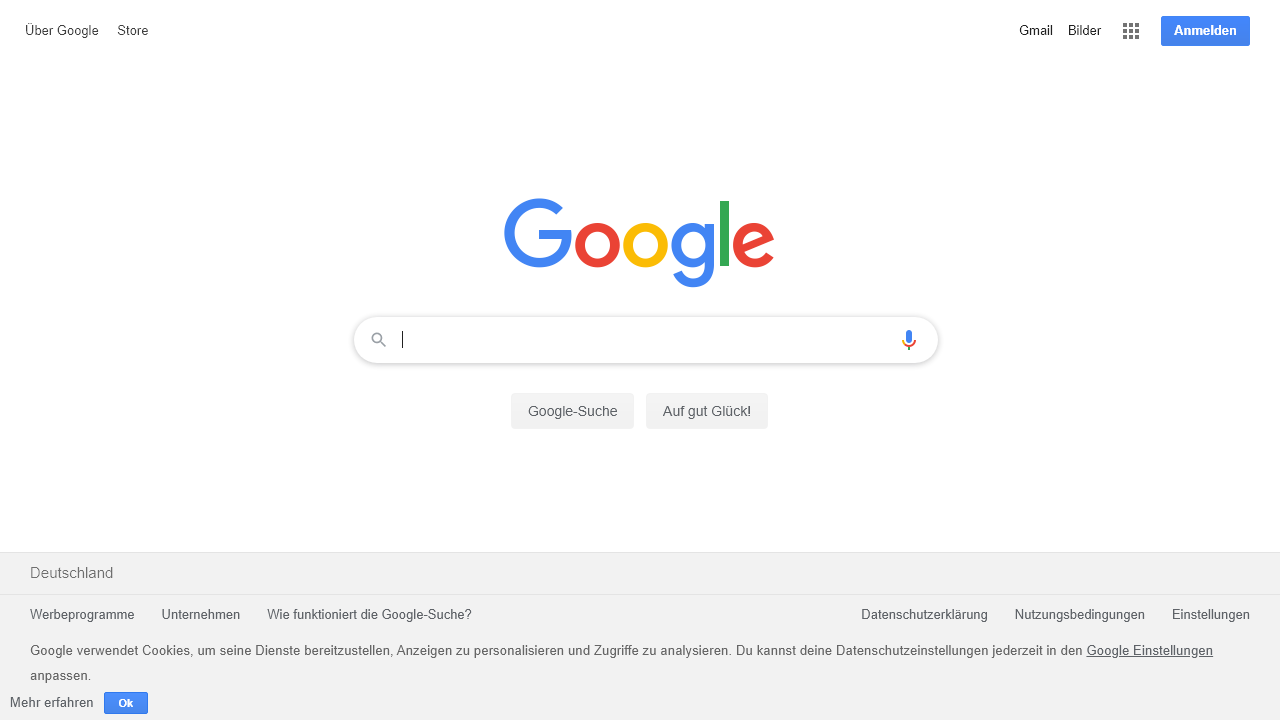 Über Google Store Gmail Bilder Anmelden
Google
Google-Suche Auf gut Glück!
Deutschland
Werbeprogramme Unternehmen Wie funktioniert die Google-Suche? Datenschutzerklärung Nutzungsbedingungen Einstellungen
Google verwendet Cookies, um seine Dienste bereitzustellen, Anzeigen zu personalisieren und Zugriffe zu analysieren. Du kannst deine Datenschutzeinstellungen jederzeit in den Google Einstellungen
anpassen.
Mehr erfahren Ok